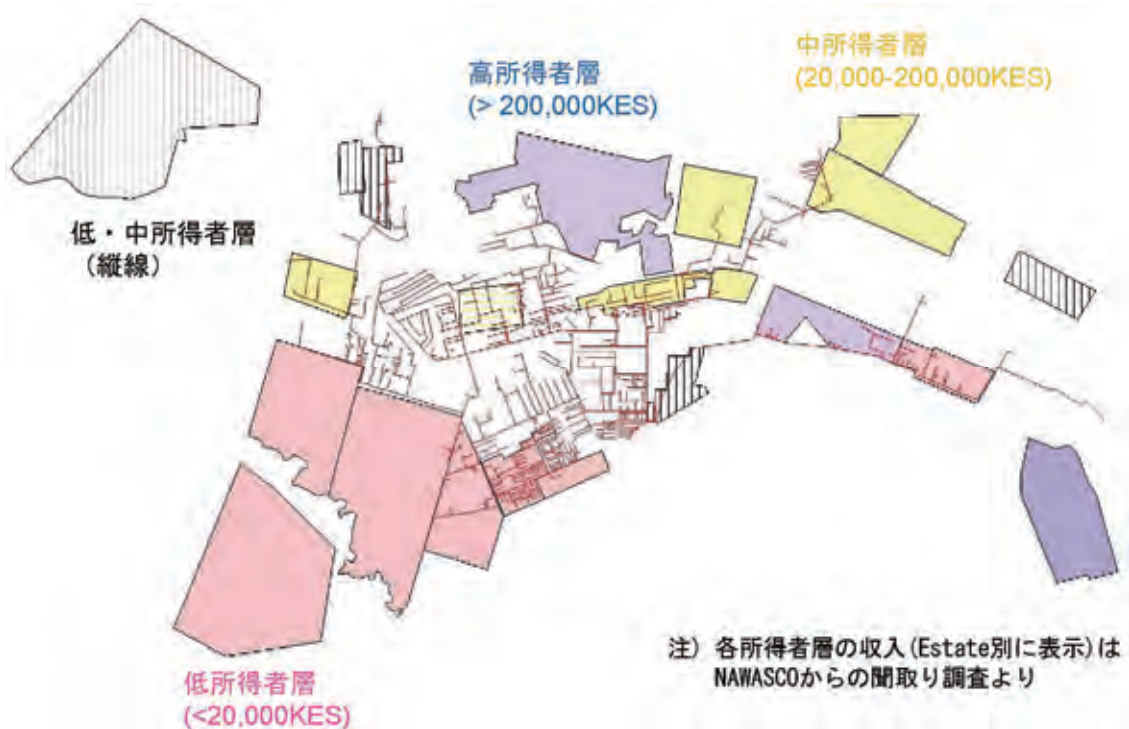 高所得者層
(> 200,000KES)
中所得者層
(20,000-200,000KES)
低・中所得者層
(縦線)
注) 各所得者層の収入(Estate別に表示)は
NAWASCOからの聞取り調査より
低所得者層
(<20,000KES)